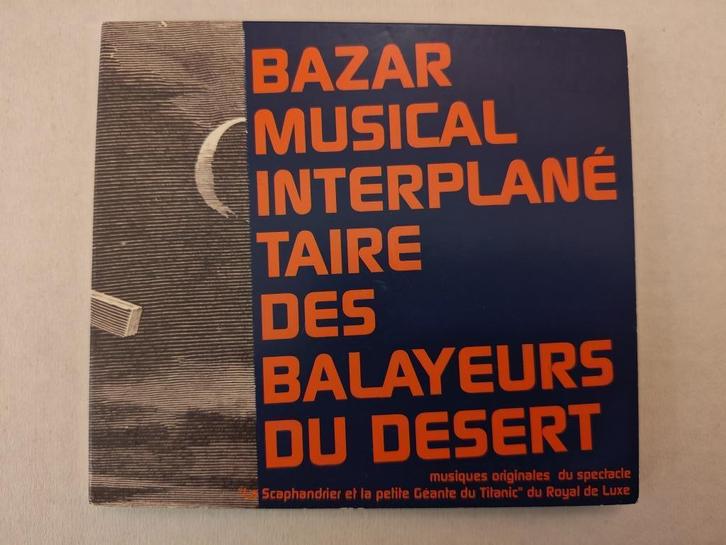 BAZAR
MUSICAL
INTERPLANÉ
TAIRE
DES
BALAYEURS
DU DESERT
musiques originales du spectacle
"Le Scaphandrier et la petite Géante du Titanic" du Royal de Luxe